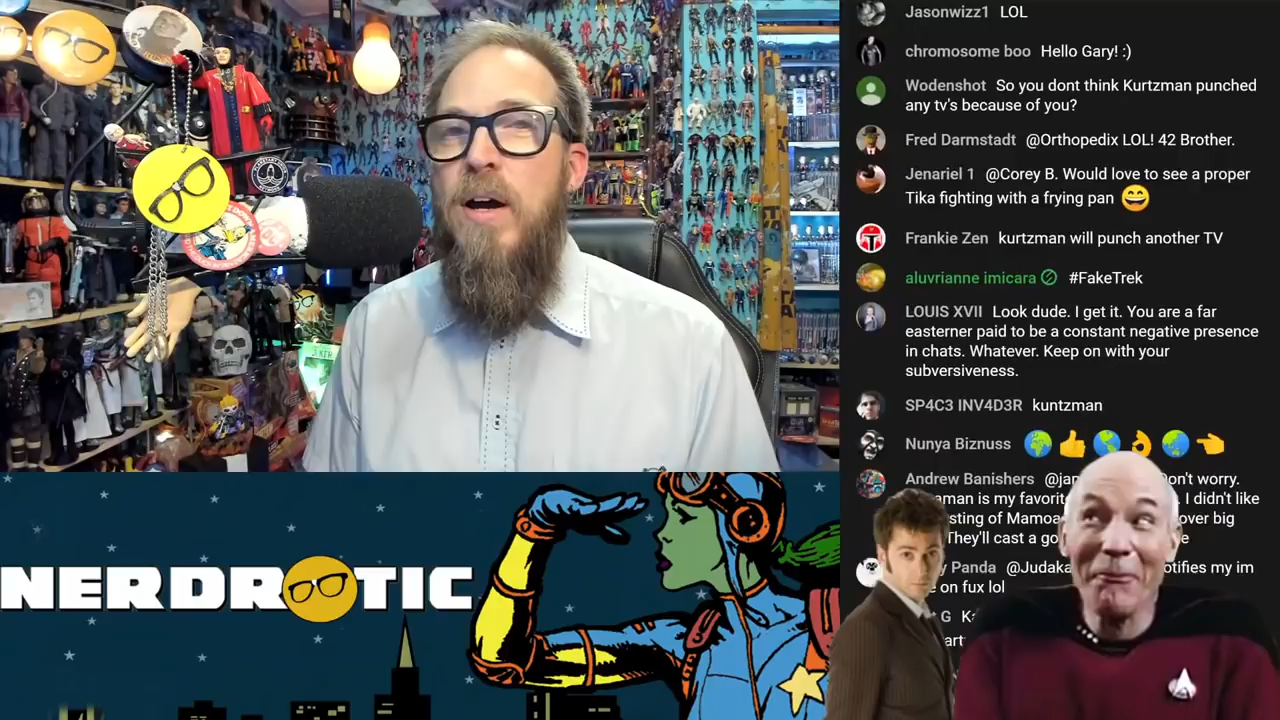 Jasonwizz1 LOL
chromosome boo Hello Gary! :)
Wodenshot So you dont think Kurtzman punched
any tv's because of you?
Fred Darmstadt @Orthopedix LOL! 42 Brother.
Jenariel 1 @Corey B. Would love to see a proper
Tika fighting with a frying pan 😄
Frankie Zen kurtzman will punch another TV
aluvrianne imicara #FakeTrek
LOUIS XVII Look dude. I get it. You are a far
easterner paid to be a constant negative presence
in chats. Whatever. Keep on with your
subversiveness.
SP4C3 INV4D3R kuntzman
Nunya Biznuss 🌍👍🌎👌🌏👈
Andrew Banishers Don't worry.
is my favorit I didn't like
of Mamoa over big
They'll cast a
Panda on fux lol
NERDROTIC